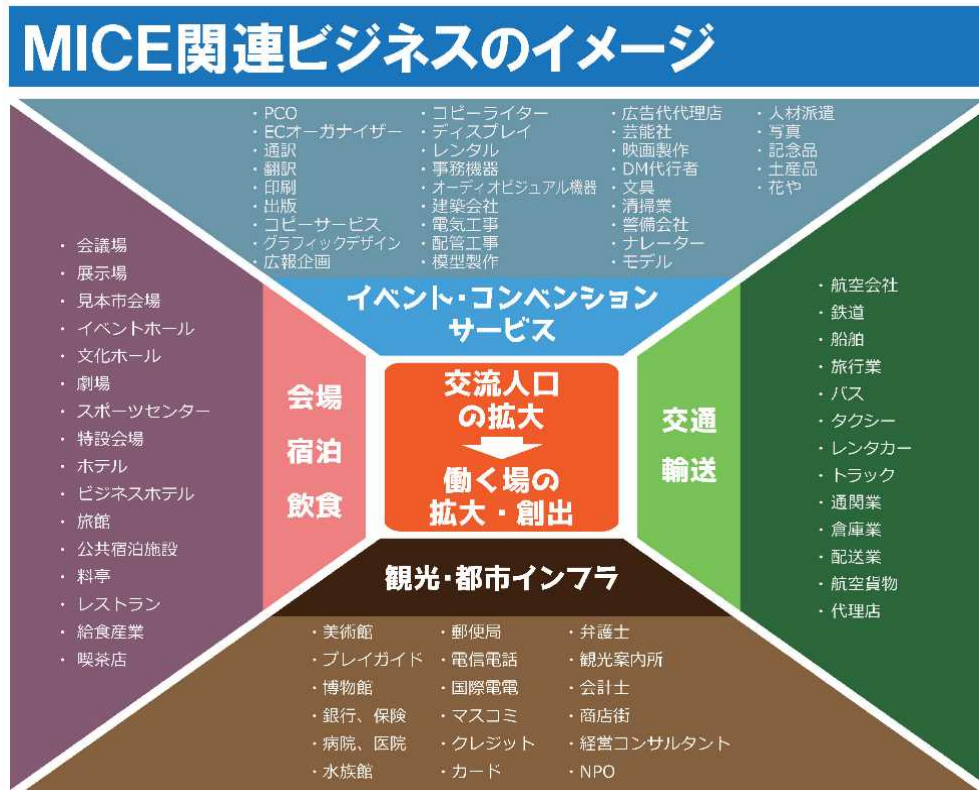 MICE関連ビジネスのイメージ
・PCO
・ECオーガナイザー
・通訳
・翻訳
・印刷
・出版
・コピーサービス
・グラフィックデザイン
・広報企画
・コピーライター
・ディスプレイ
・レンタル
・事務機器
・オーディオビジュアル機器
・建築会社
・電気工事
・配管工事
・模型製作
・広告代代理店
・芸能社
・映画製作
・DM代行者
・文具
・清掃業
・警備会社
・ナレーター
・モデル
・人材派遣
・写真
・記念品
・土産品
・花や
イベント・コンベンション
サービス
・会議場
・展示場
・見本市会場
・イベントホール
・文化ホール
・劇場
・スポーツセンター
・特設会場
・ホテル
・ビジネスホテル
・旅館
・公共宿泊施設
・料亭
・レストラン
・給食産業
・喫茶店
会場
宿泊
飲食
交流人口
の拡大
働く場の
拡大・創出
交通
輸送
・航空会社
・鉄道
・船舶
・旅行業
・バス
・タクシー
・レンタカー
・トラック
・通関業
・倉庫業
・配送業
・航空貨物
・代理店
観光・都市インフラ
・美術館
・プレイガイド
・博物館
・銀行、保険
・病院、医院
・水族館
・郵便局
・電信電話
・国際電電
・マスコミ
・クレジット
・カード
・弁護士
・観光案内所
・会計士
・商店街
・経営コンサルタント
・NPO